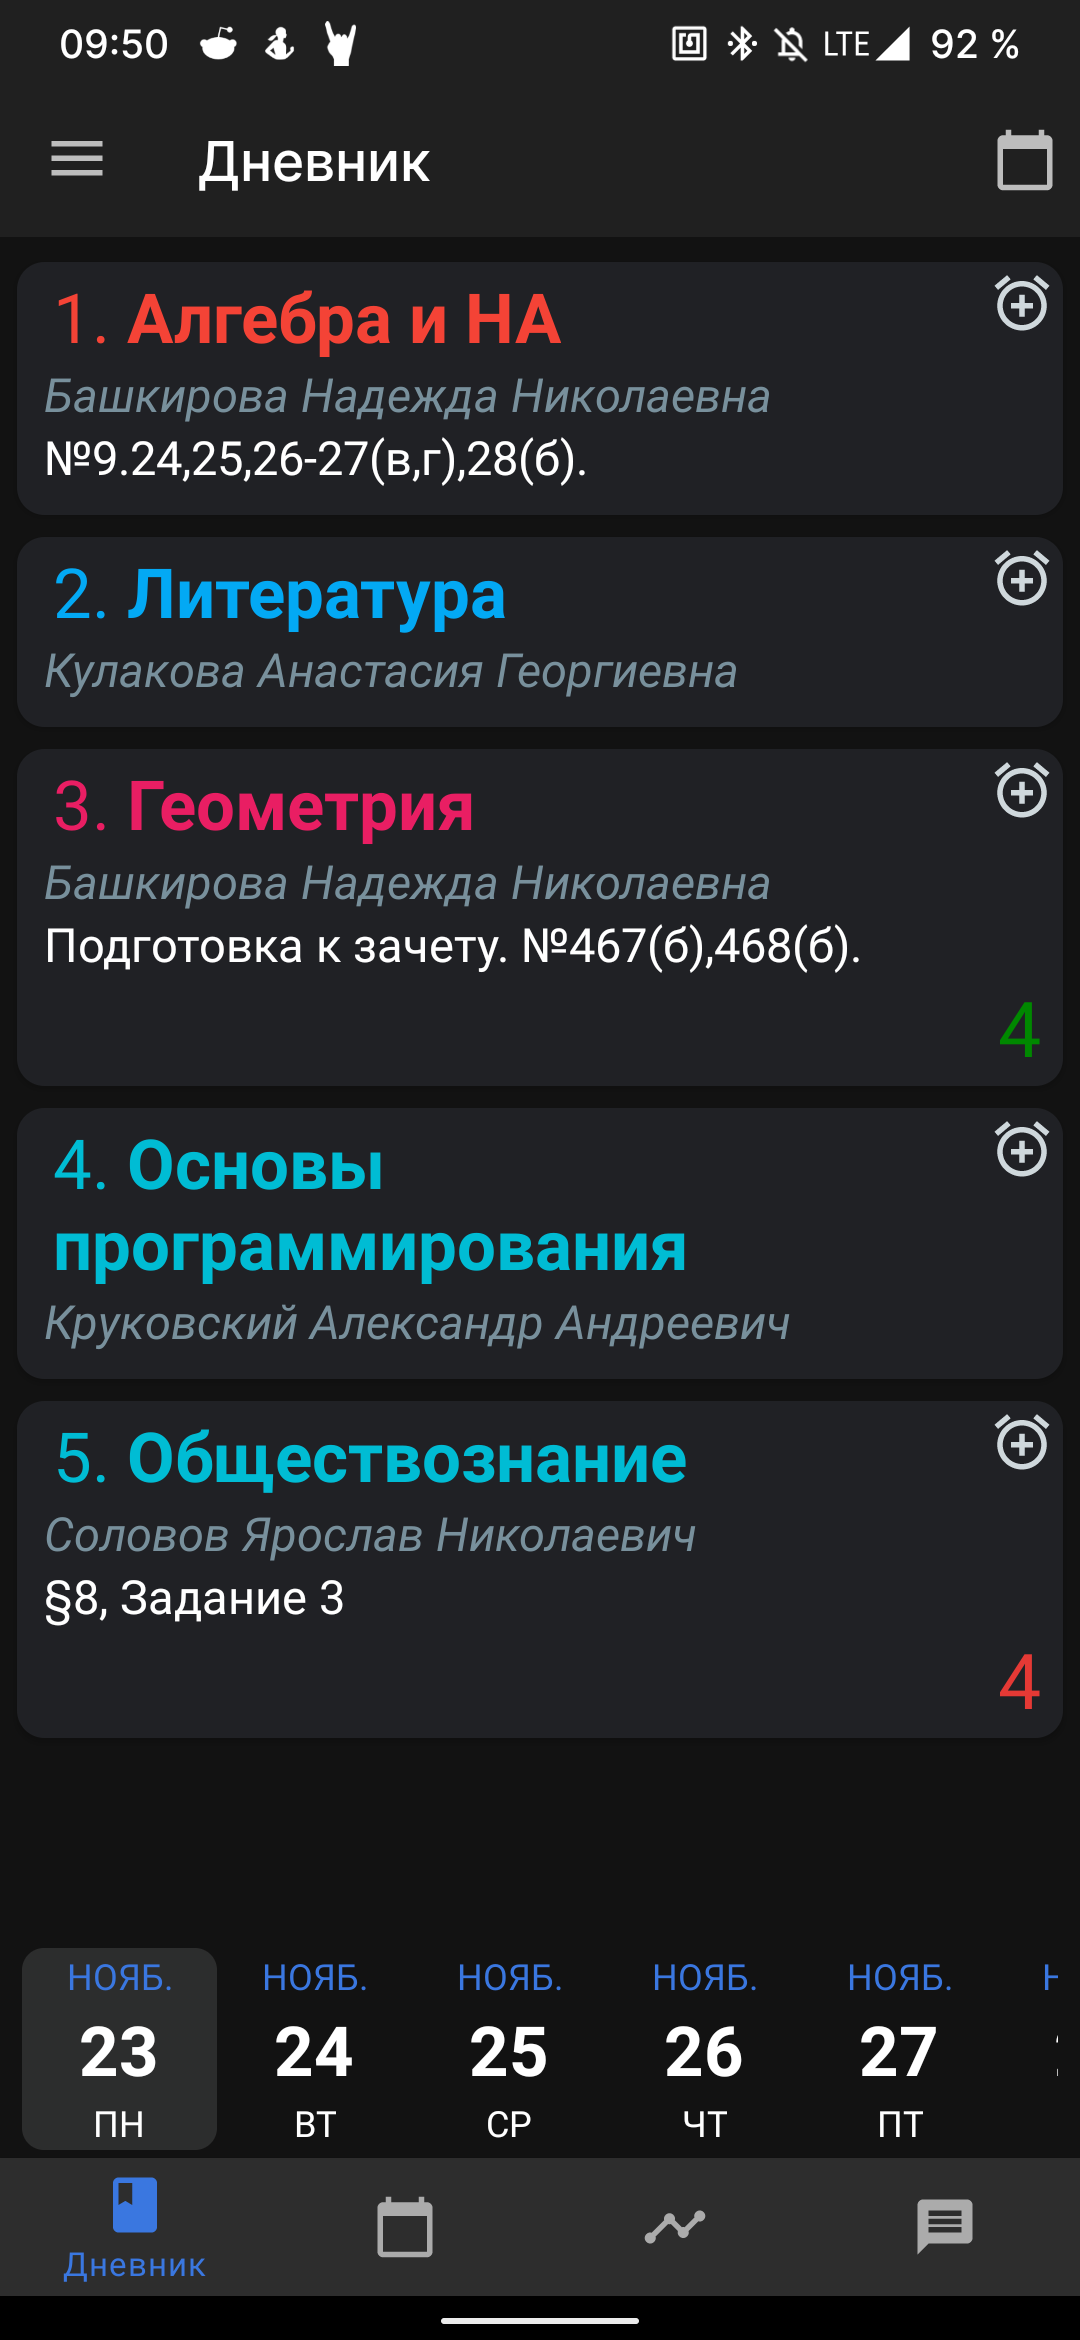 09:50 LTE 92 %
Дневник
1. Алгебра и НА
Башкирова Надежда Николаевна
№9.24,25,26-27(в,г),28(б).
2. Литература
Кулакова Анастасия Георгиевна
3. Геометрия
Башкирова Надежда Николаевна
Подготовка к зачету. №467(б),468(б).
4
4. Основы
программирования
Круковский Александр Андреевич
5. Обществознание
Соловов Ярослав Николаевич
§8, Задание 3
4
НОЯБ. НОЯБ. НОЯБ. НОЯБ. НОЯБ.
23 24 25 26 27
ПН ВТ СР ЧТ ПТ
Дневник